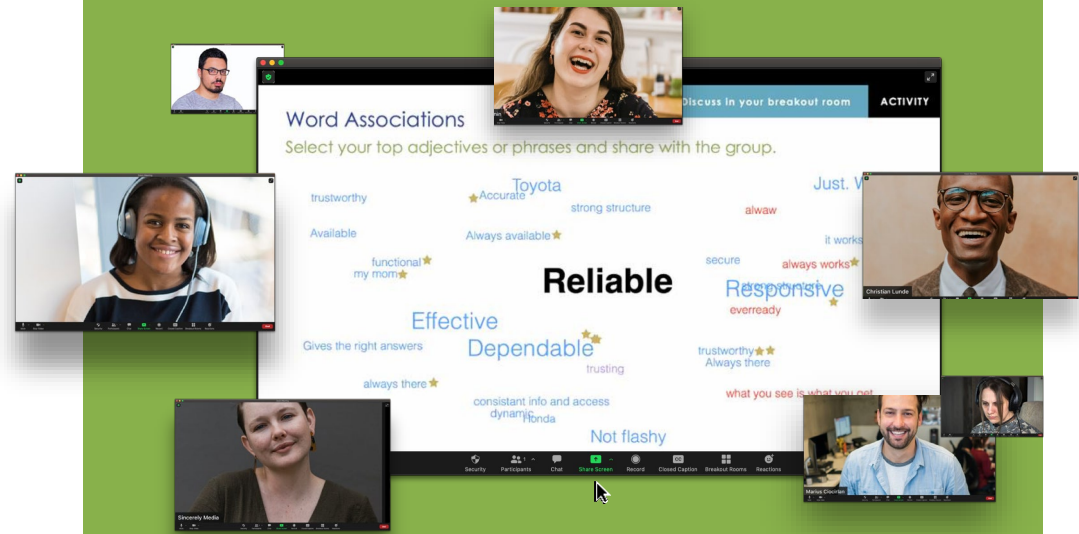 Discuss in your breakout room
ACTIVITY
Word Associations
Select your top adjectives or phrases and share with the group.
Toyota
Just. W
trustworthy
Accurate
strong structure
alwaw
Available
Always available
it works
functional
my mom
secure
always works
Reliable
Responsive
everready
Effective
Gives the right answers
Dependable
trustworthy
Always there
trusting
always there
what you see is what you get
consistant info and access
dynamic
Honda
Not flashy
Christian Lunde
Sincerely Media
Marius Ciocirlan
Security
Participants
Chat
Share Screen
Record
Closed Caption
Breakout Rooms
Reactions